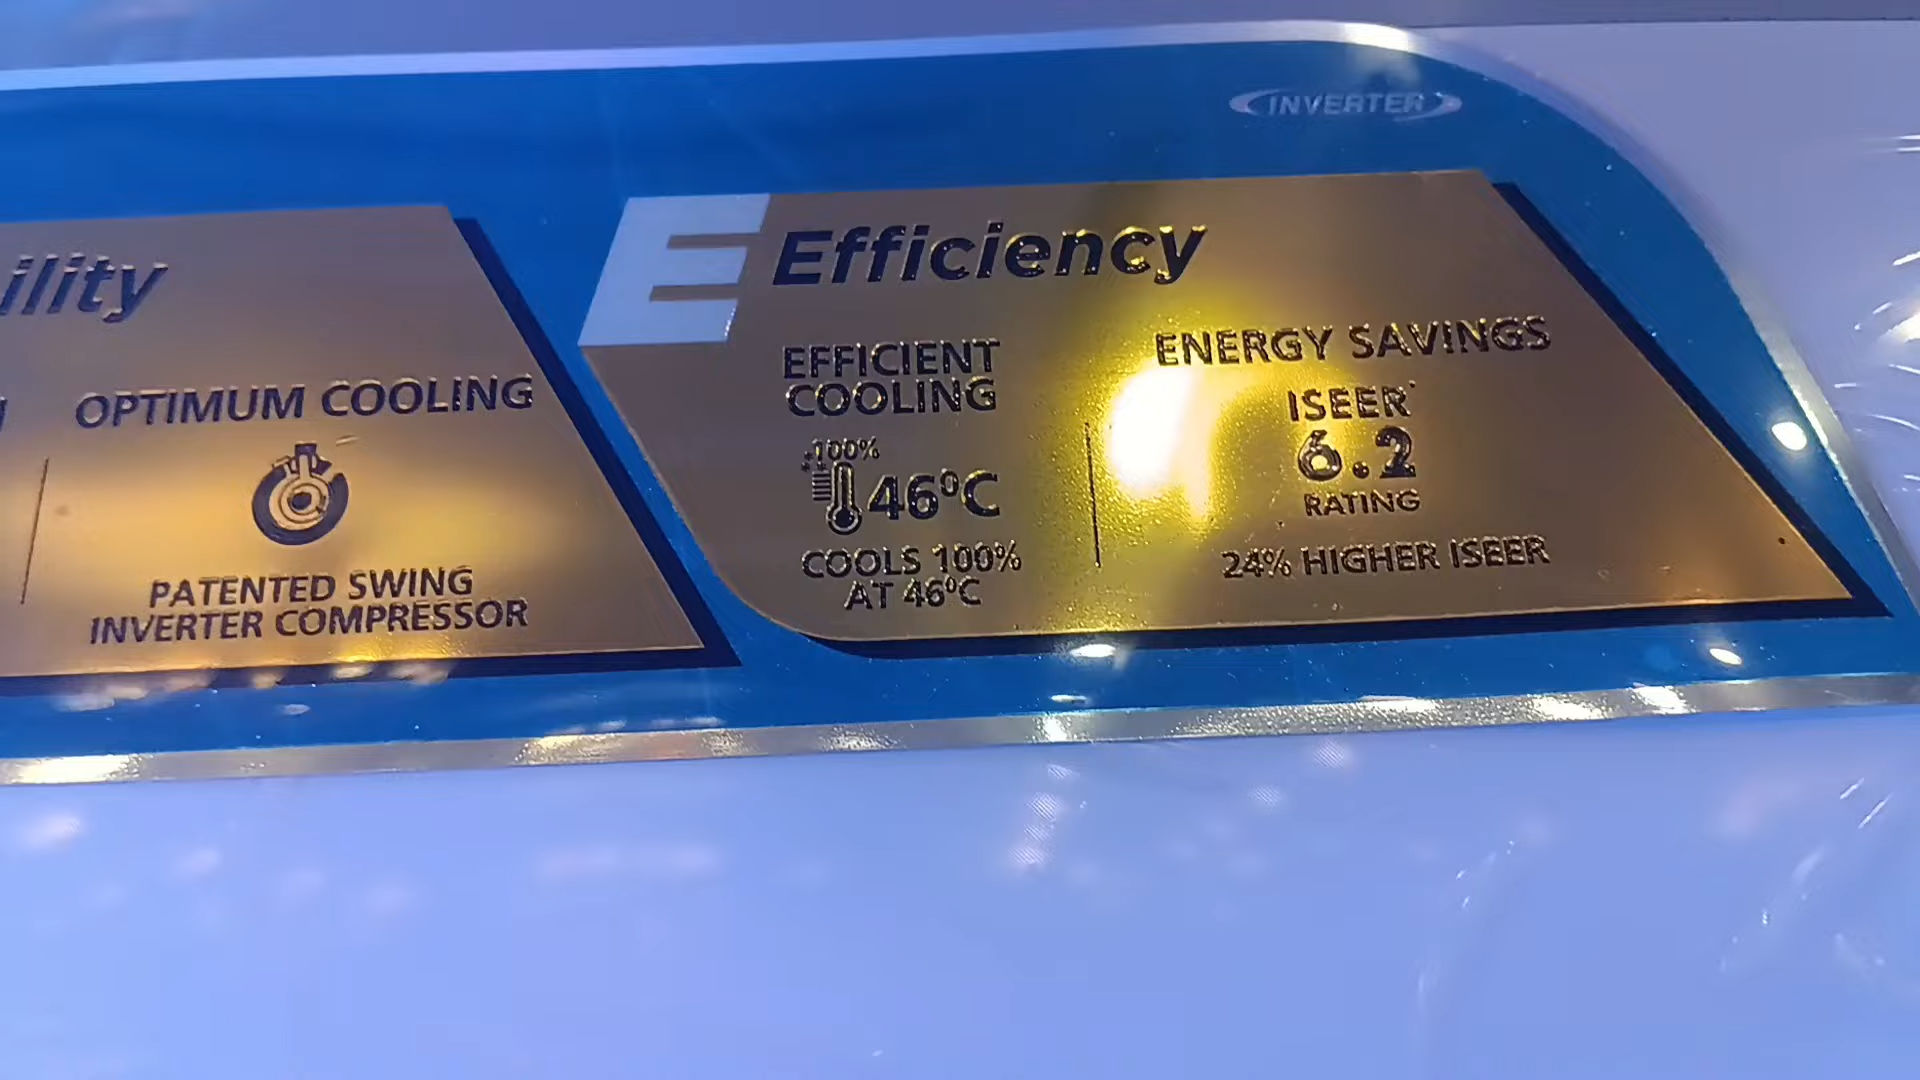 INVERTER
ility
OPTIMUM COOLING
PATENTED SWING
INVERTER COMPRESSOR
E Efficiency
EFFICIENT
COOLING
100%
46°C
COOLS 100%
AT 46°C
ENERGY SAVINGS
ISEER*
6.2
RATING
24% HIGHER ISEER